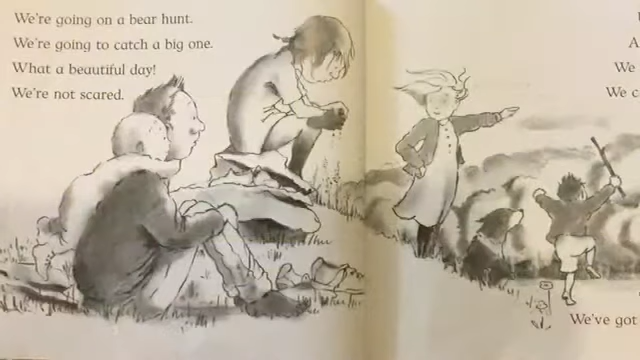 We're going on a bear hunt.
We're going to catch a big one.
What a beautiful day!
We're not scared.
A
We
We c
We've got